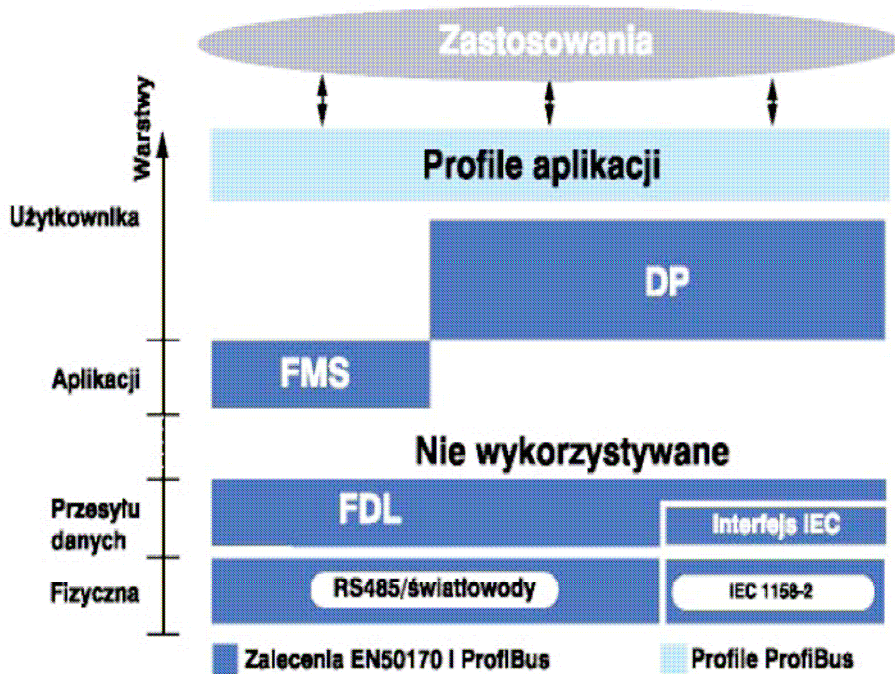 Zastosowania
Warstwy
Profile aplikacji
Użytkownika
DP
FMS
Aplikacji
Nie wykorzystywane
Przesyłu
danych
FDL
Interfejs IEC
Fizyczna
RS485/światłowody
IEC 1158-2
Zalecenia EN50170 i ProfiBus
Profile ProfiBus